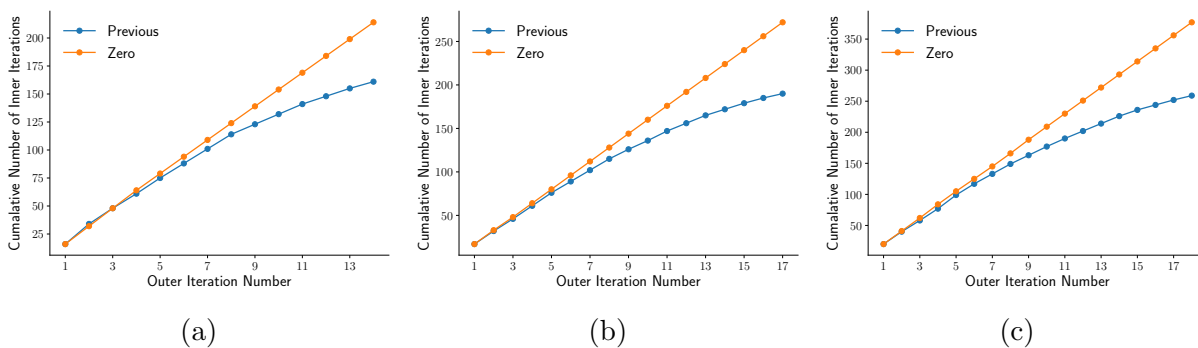 Cumalative Number of Inner Iterations
200
175
150
125
100
75
50
25
Previous
Zero
1 3 5 7 9 11 13
Outer Iteration Number
(a)
Cumalative Number of Inner Iterations
250
200
150
100
50
Previous
Zero
1 3 5 7 9 11 13 15 17
Outer Iteration Number
(b)
Cumalative Number of Inner Iterations
350
300
250
200
150
100
50
Previous
Zero
1 3 5 7 9 11 13 15 17
Outer Iteration Number
(c)